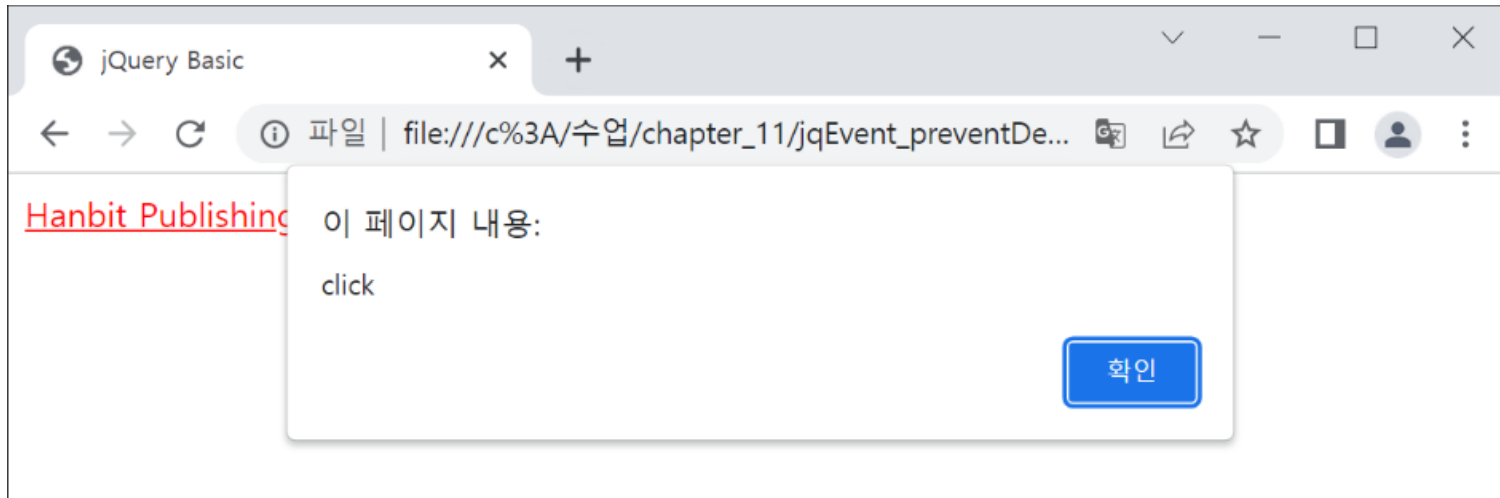 jQuery Basic
파일 | file:///c%3A/수업/chapter_11/jqEvent_preventDe...
Hanbit Publishing
이 페이지 내용:
click
확인